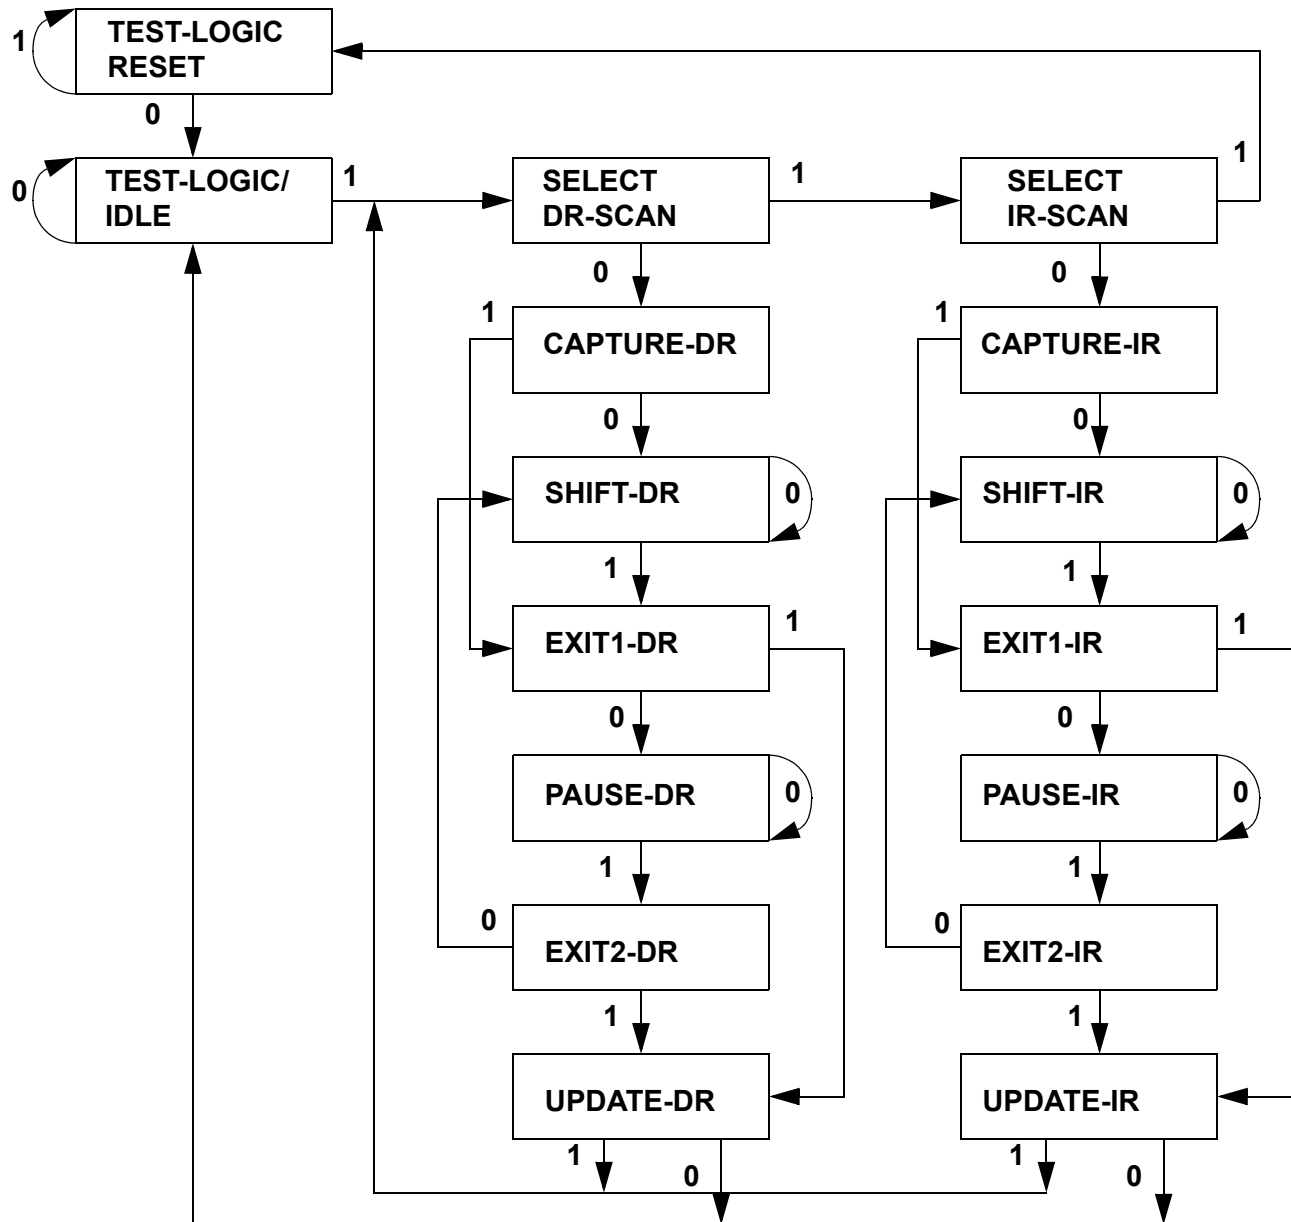 1
TEST-LOGIC
RESET
0
0
TEST-LOGIC/
IDLE
1
SELECT
DR-SCAN
1
SELECT
IR-SCAN
1
0
0
1
CAPTURE-DR
1
CAPTURE-IR
0
0
SHIFT-DR
0
SHIFT-IR
0
1
1
EXIT1-DR
1
EXIT1-IR
1
0
0
PAUSE-DR
0
PAUSE-IR
0
1
1
0
EXIT2-DR
0
EXIT2-IR
1
1
UPDATE-DR
UPDATE-IR
1
0
1
0